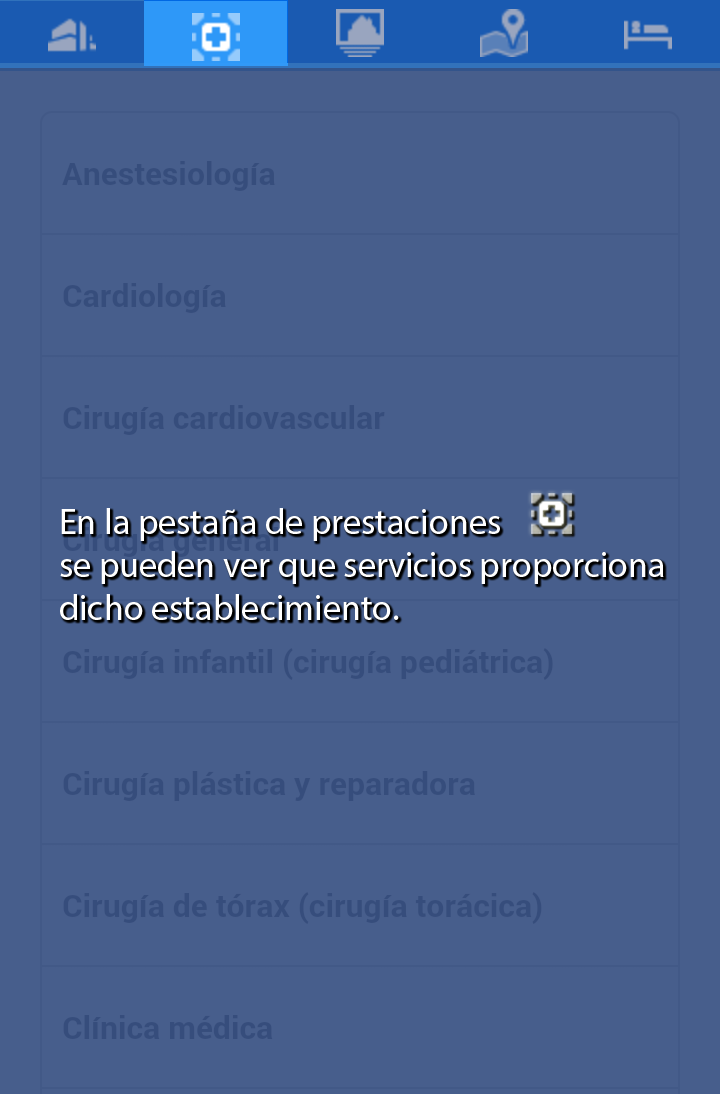 Anestesiología
Cardiología
Cirugía cardiovascular
En la pestaña de prestaciones
Cirugía general
se pueden ver que servicios proporciona
dicho establecimiento.
Cirugía infantil (cirugía pediátrica)
Cirugía plástica y reparadora
Cirugía de tórax (cirugía torácica)
Clínica médica